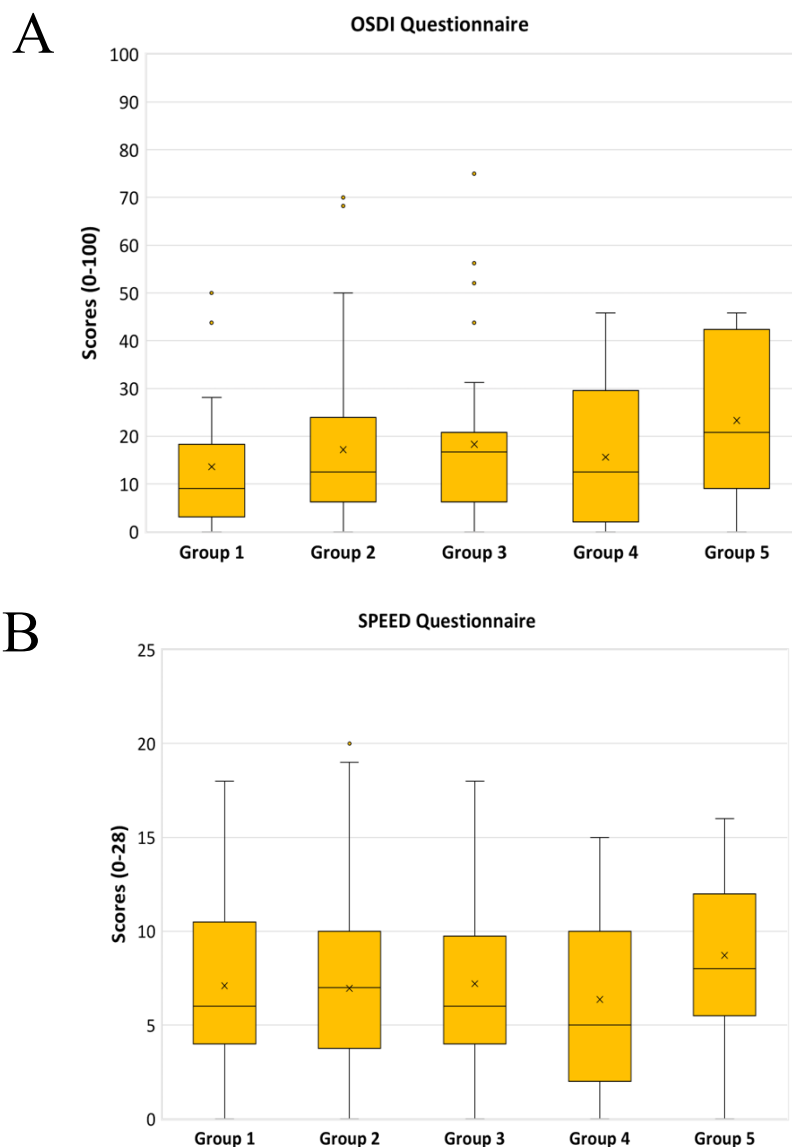 A
OSDI Questionnaire
Scores (0-100)
100
90
80
70
60
50
40
30
20
10
0
Group 1 Group 2 Group 3 Group 4 Group 5
B
SPEED Questionnaire
Scores (0-28)
25
20
15
10
5
0
Group 1 Group 2 Group 3 Group 4 Group 5